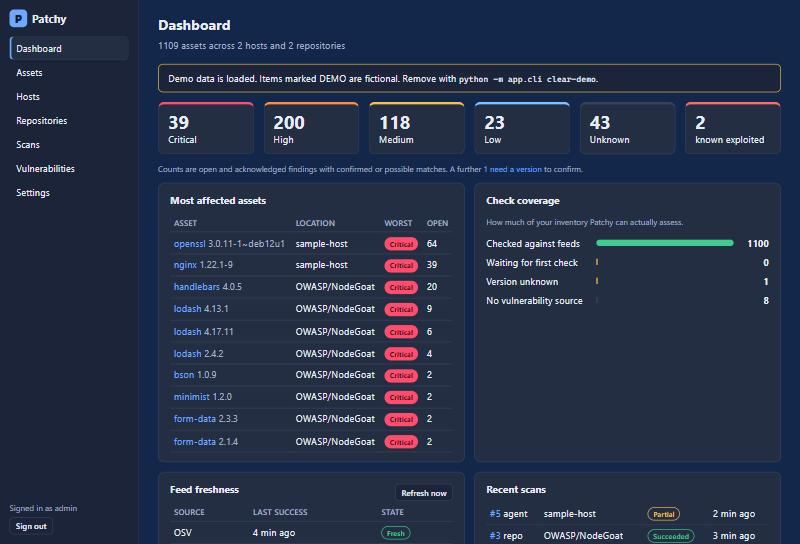 P Patchy
Dashboard
Assets
Hosts
Repositories
Scans
Vulnerabilities
Settings
Signed in as admin
Sign out
Dashboard
1109 assets across 2 hosts and 2 repositories
Demo data is loaded. Items marked DEMO are fictional. Remove with python -m app.cli clear-demo.
39
Critical
200
High
118
Medium
23
Low
43
Unknown
2
known exploited
Counts are open and acknowledged findings with confirmed or possible matches. A further 1 need a version to confirm.
Most affected assets
ASSET LOCATION WORST OPEN
openssl 3.0.11-1~deb12u1 sample-host Critical 64
nginx 1.22.1-9 sample-host Critical 39
handlebars 4.0.5 OWASP/NodeGoat Critical 20
lodash 4.13.1 OWASP/NodeGoat Critical 9
lodash 4.17.11 OWASP/NodeGoat Critical 6
lodash 2.4.2 OWASP/NodeGoat Critical 4
bson 1.0.9 OWASP/NodeGoat Critical 2
minimist 1.2.0 OWASP/NodeGoat Critical 2
form-data 2.3.3 OWASP/NodeGoat Critical 2
form-data 2.1.4 OWASP/NodeGoat Critical 2
Check coverage
How much of your inventory Patchy can actually assess.
Checked against feeds 1100
Waiting for first check 0
Version unknown 1
No vulnerability source 8
Feed freshness Refresh now
SOURCE LAST SUCCESS STATE
OSV 4 min ago Fresh
Recent scans
#5 agent sample-host Partial 2 min ago
#3 repo OWASP/NodeGoat Succeeded 3 min ago